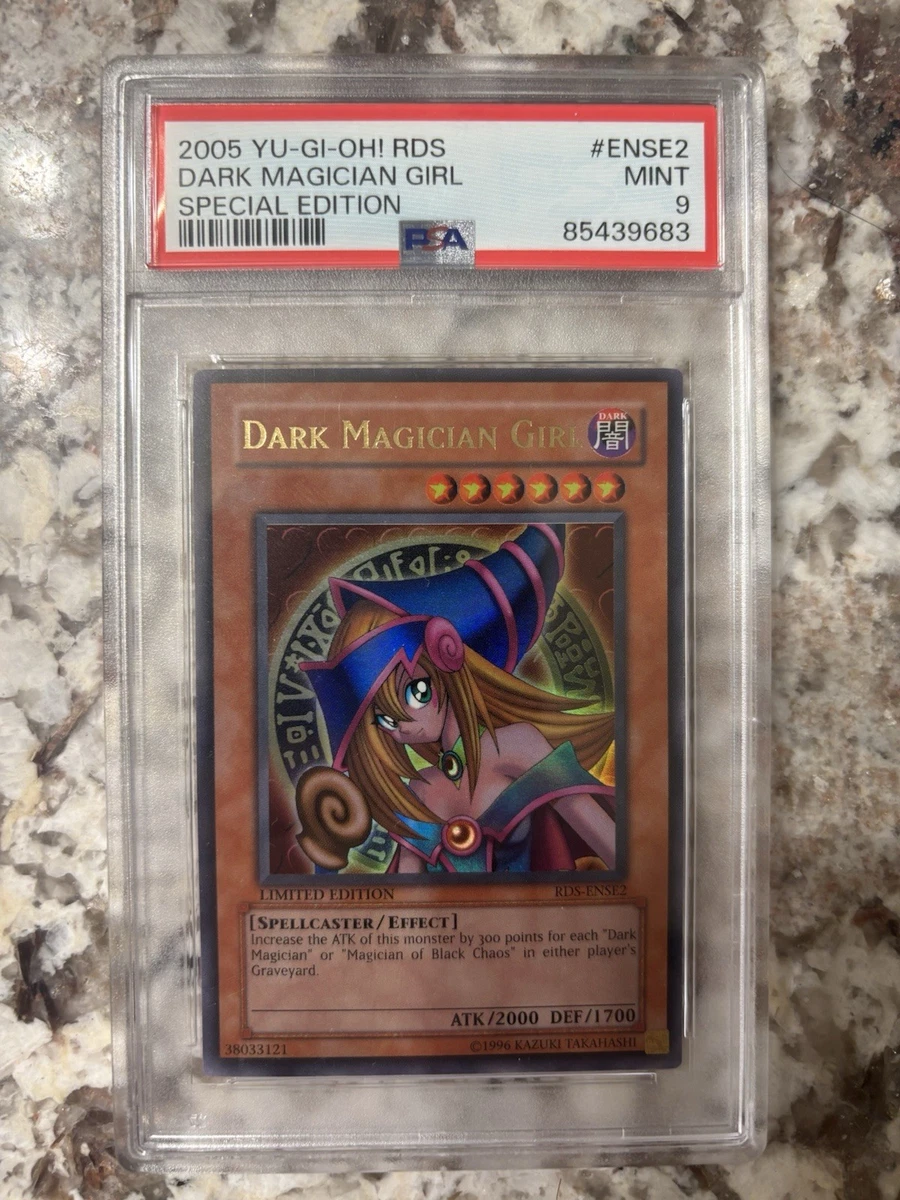 2005 YU-GI-OH! RDS #ENSE2
DARK MAGICIAN GIRL MINT
SPECIAL EDITION 9
PSA 85439683
DARK MAGICIAN GIRL
DARK
闇
LIMITED EDITION RDS-ENSE2
[SPELLCASTER/EFFECT]
Increase the ATK of this monster by 300 points for each "Dark
Magician" or "Magician of Black Chaos" in either player's
Graveyard.
ATK/2000 DEF/1700
38033121 ©1996 KAZUKI TAKAHASHI